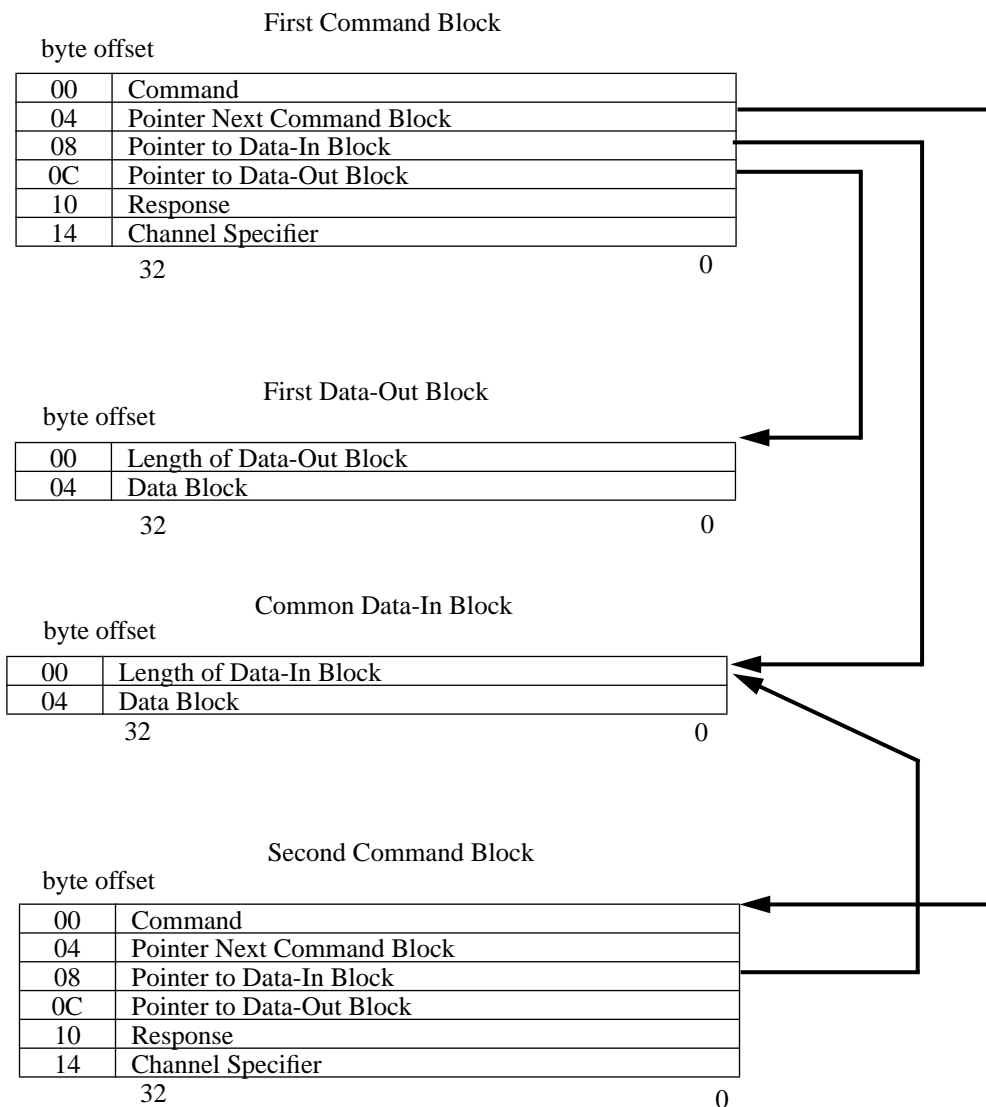 First Command Block
byte offset
00 Command
04 Pointer Next Command Block
08 Pointer to Data-In Block
0C Pointer to Data-Out Block
10 Response
14 Channel Specifier
32 0
First Data-Out Block
byte offset
00 Length of Data-Out Block
04 Data Block
32 0
Common Data-In Block
byte offset
00 Length of Data-In Block
04 Data Block
32 0
Second Command Block
byte offset
00 Command
04 Pointer Next Command Block
08 Pointer to Data-In Block
0C Pointer to Data-Out Block
10 Response
14 Channel Specifier
32 0